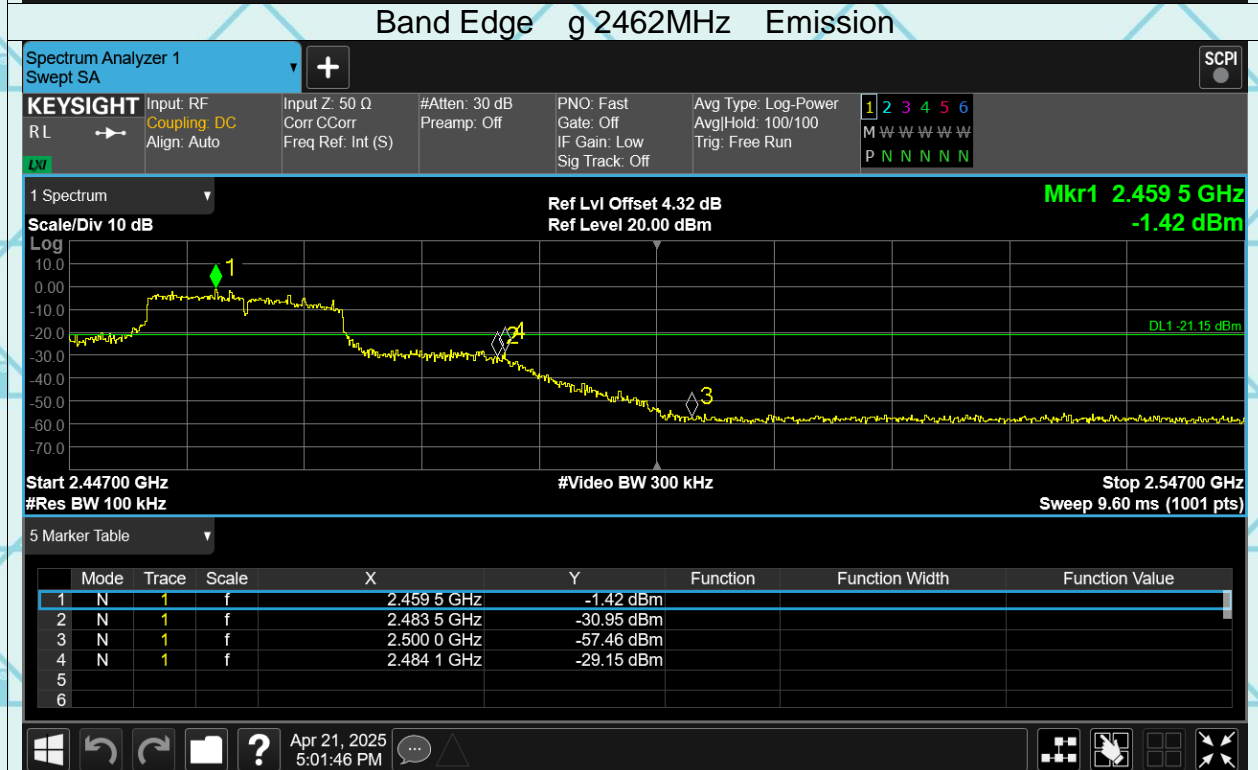 Band Edge g 2462MHz Emission
Spectrum Analyzer 1
Swept SA
+
SCPI
KEYSIGHT
R L
LXI
Input: RF
Coupling: DC
Align: Auto
Input Z: 50 Ω
Corr CCorr
Freq Ref: Int (S)
#Atten: 30 dB
Preamp: Off
PNO: Fast
Gate: Off
IF Gain: Low
Sig Track: Off
Avg Type: Log-Power
Avg|Hold: 100/100
Trig: Free Run
1 2 3 4 5 6
M W W W W W
P N N N N N
1 Spectrum
Scale/Div 10 dB
Ref Lvl Offset 4.32 dB
Ref Level 20.00 dBm
Mkr1 2.459 5 GHz
-1.42 dBm
Log
10.0
0.00
-10.0
-20.0
-30.0
-40.0
-50.0
-60.0
-70.0
1
2
4
3
DL1 -21.15 dBm
Start 2.44700 GHz
#Video BW 300 kHz
Stop 2.54700 GHz
#Res BW 100 kHz
Sweep 9.60 ms (1001 pts)
5 Marker Table
Mode Trace Scale X Y Function Function Width Function Value
1 N 1 f 2.459 5 GHz -1.42 dBm
2 N 1 f 2.483 5 GHz -30.95 dBm
3 N 1 f 2.500 0 GHz -57.46 dBm
4 N 1 f 2.484 1 GHz -29.15 dBm
5
6
?
Apr 21, 2025
5:01:46 PM